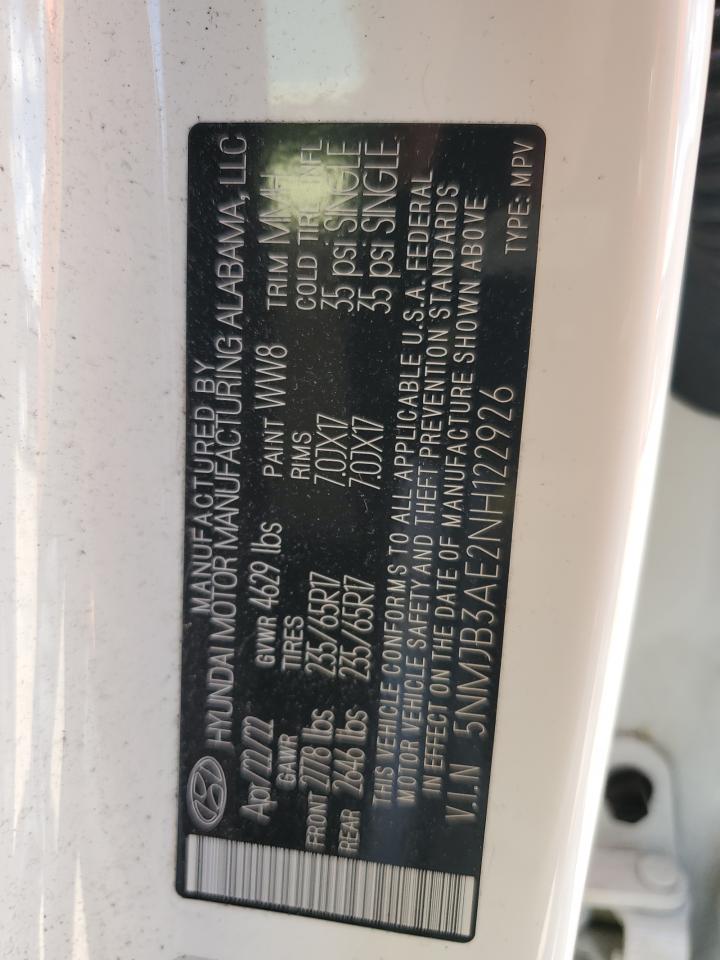 MANUFACTURED BY
HYUNDAI MOTOR MANUFACTURING ALABAMA, LLC
Apr/22/22 GVWR 4629 lbs PAINT WW8 TRIM
GAWR TIRES RIMS COLD TIRE INFL
FRONT 2778 lbs 235/65R17 7.0JX17 35 psi SINGLE
REAR 2646 lbs 235/65R17 7.0JX17 35 psi SINGLE
THIS VEHICLE CONFORMS TO ALL APPLICABLE U.S.A. FEDERAL
MOTOR VEHICLE SAFETY AND THEFT PREVENTION STANDARDS
IN EFFECT ON THE DATE OF MANUFACTURE SHOWN ABOVE
V.I.N 5NMJB3AE2NH122926 TYPE: MPV